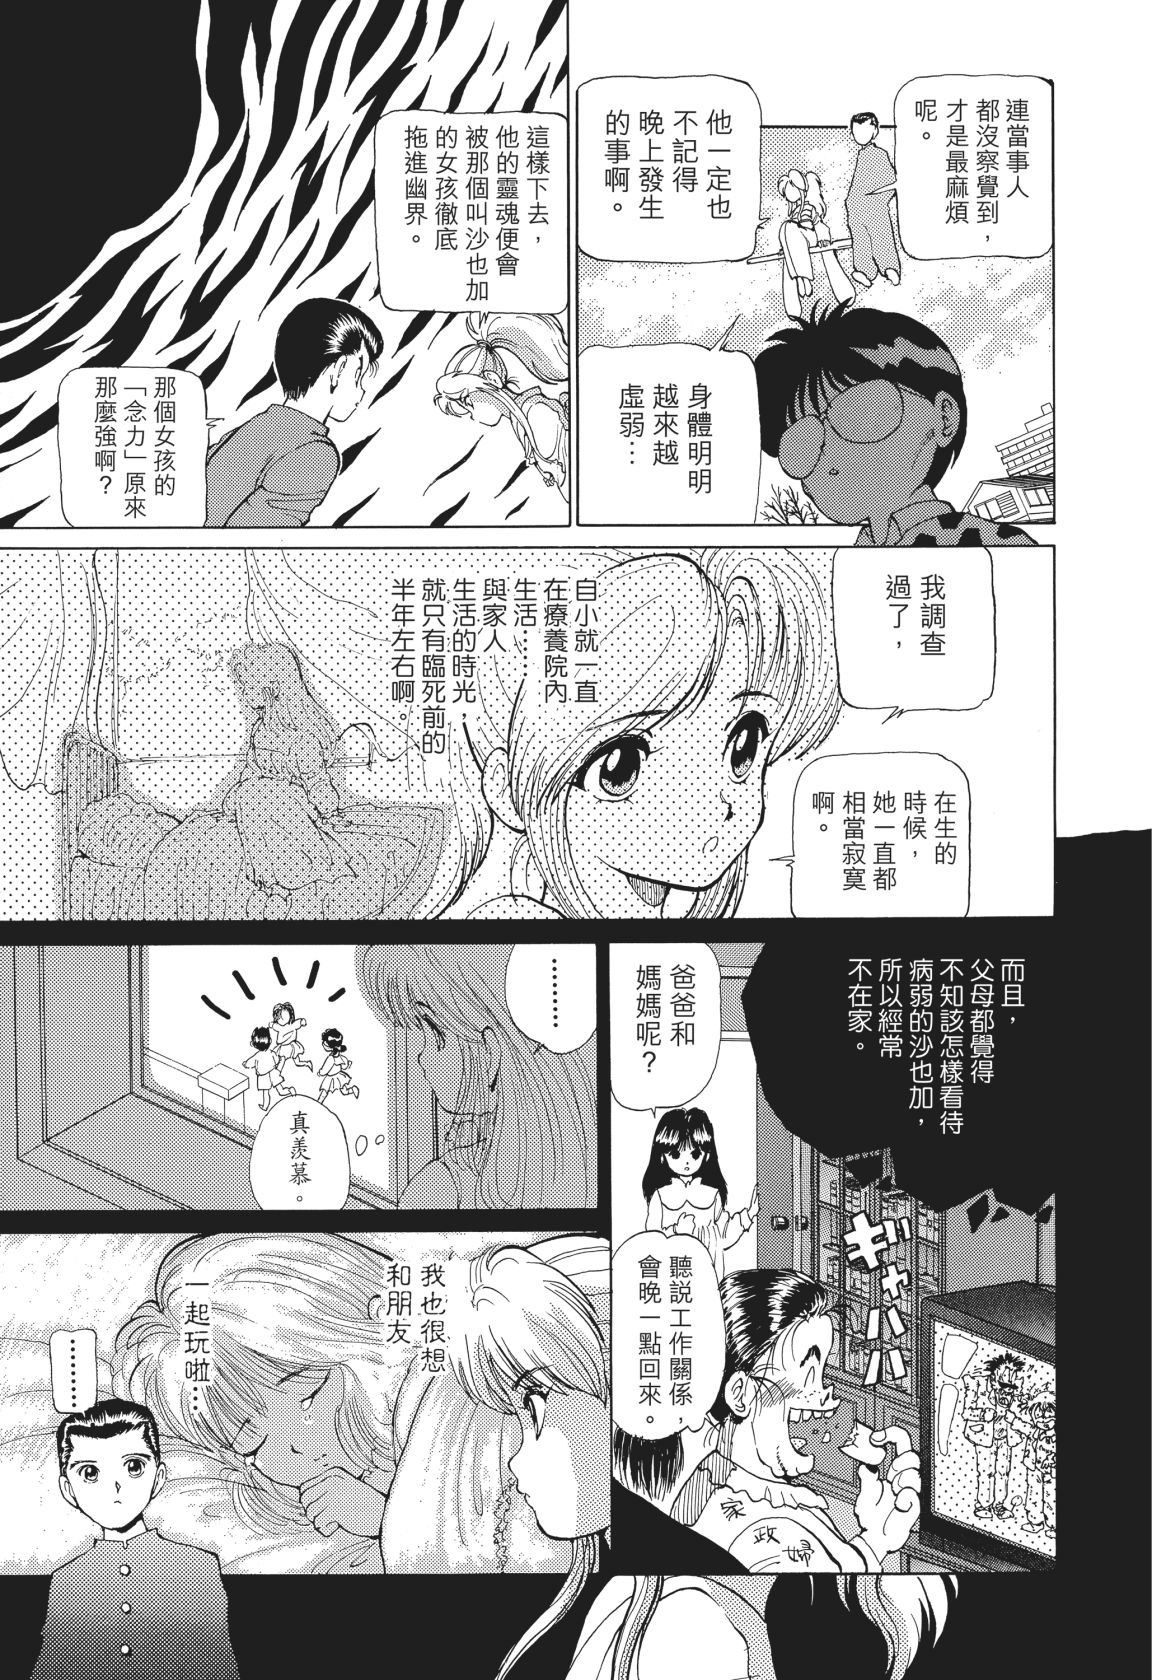 連當事人
都沒察覺到，
才是最麻煩
呢。
他一定也
不記得
晚上發生
的事啊。
身體明明
越來越
虛弱…
這樣下去，
他的靈魂便會
被那個叫沙也加
的女孩徹底
拖進幽界。
那個女孩的
「念力」原來
那麼強啊？
我調查
過了，
在生的
時候，
她一直都
相當寂寞
啊。
自小就一直
在療養院內
生活……
與家人
生活的時光，
就只有臨死前的
半年左右啊。
而且，
父母都覺得
不知該怎樣看待
病弱的沙也加，
所以經常
不在家。
爸爸和
媽媽呢？
ギャハハ
聽説工作關係，
會晚一點回來。
家政婦
……
真羨慕。
我也很想
和朋友
一起玩啦…
………